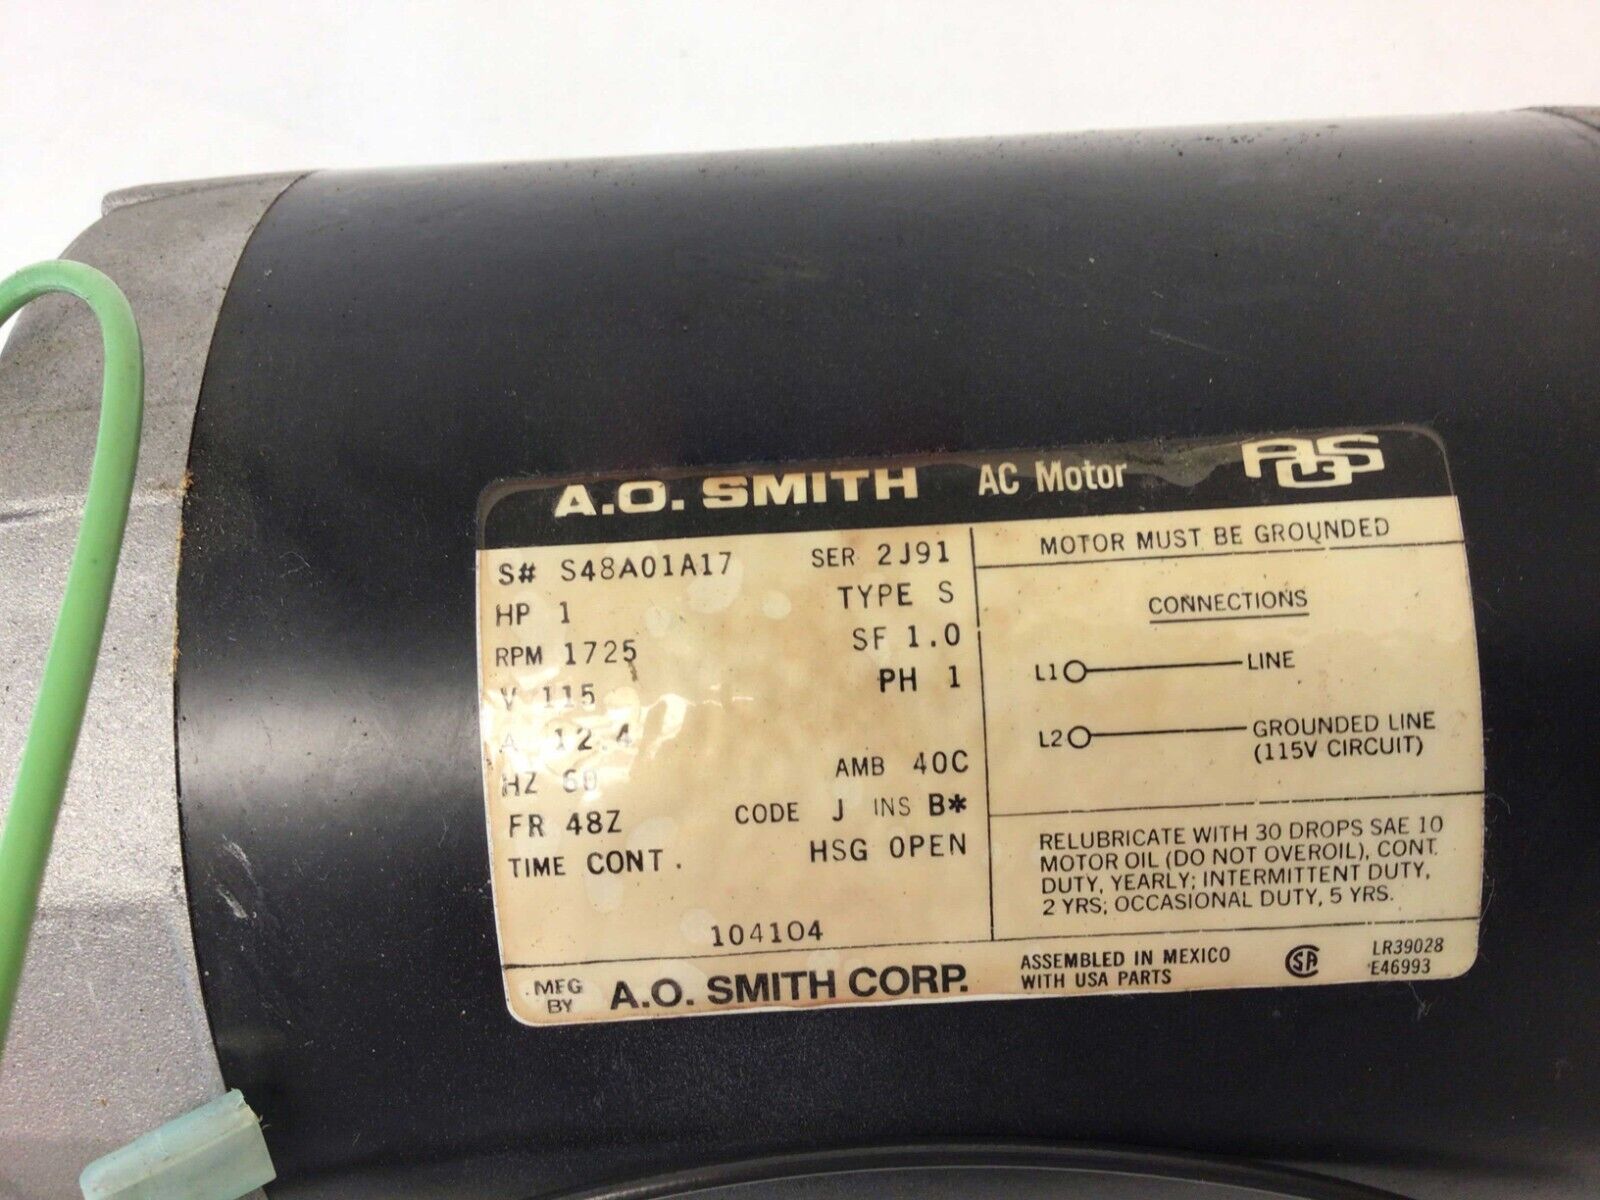 A.O. SMITH AC Motor AOS
S# S48A01A17 SER 2J91
HP 1 TYPE S
RPM 1725 SF 1.0
V 115 PH 1
A 12.4
HZ 60 AMB 40C
FR 48Z CODE J INS B*
TIME CONT. HSG OPEN
104104
MOTOR MUST BE GROUNDED
CONNECTIONS
L1 LINE
L2 GROUNDED LINE
(115V CIRCUIT)
RELUBRICATE WITH 30 DROPS SAE 10
MOTOR OIL (DO NOT OVEROIL), CONT.
DUTY, YEARLY; INTERMITTENT DUTY,
2 YRS; OCCASIONAL DUTY, 5 YRS.
MFG
BY
A.O. SMITH CORP.
ASSEMBLED IN MEXICO
WITH USA PARTS
SA
LR39028
E46993